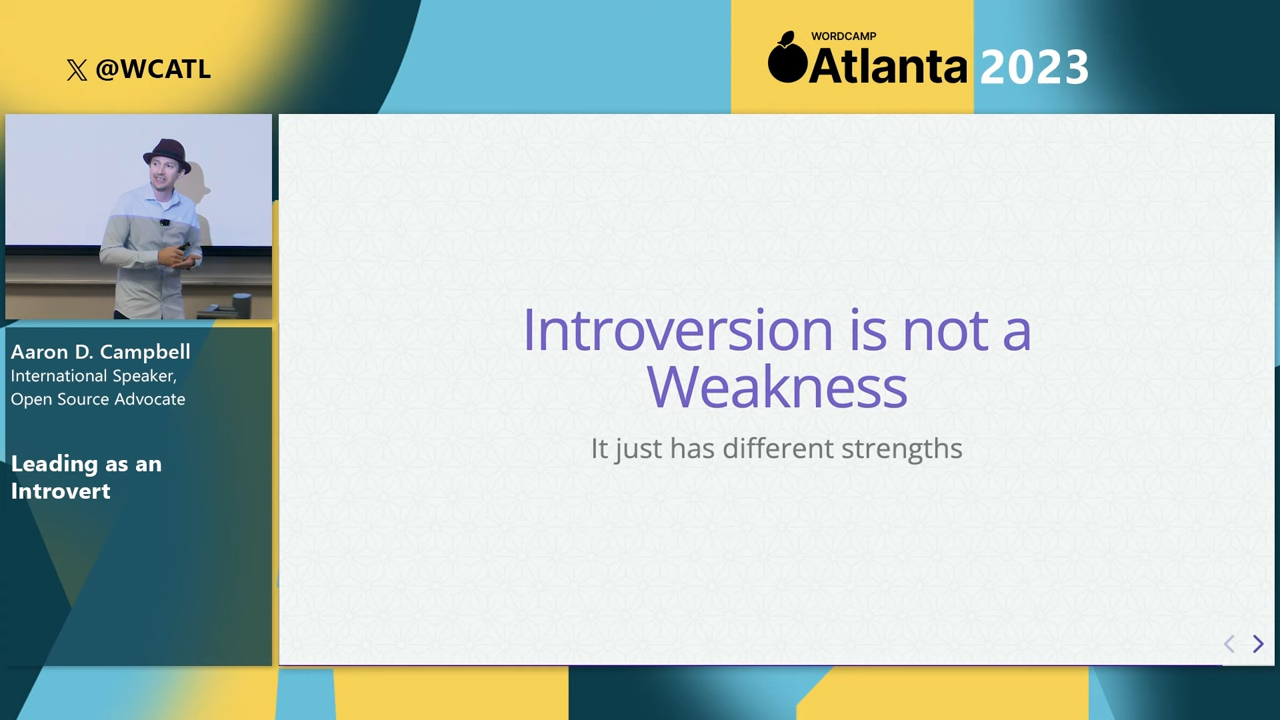 𝕏 @WCATL
WORDCAMP
Atlanta 2023
Aaron D. Campbell
International Speaker,
Open Source Advocate
Leading as an
Introvert
Introversion is not a
Weakness
It just has different strengths